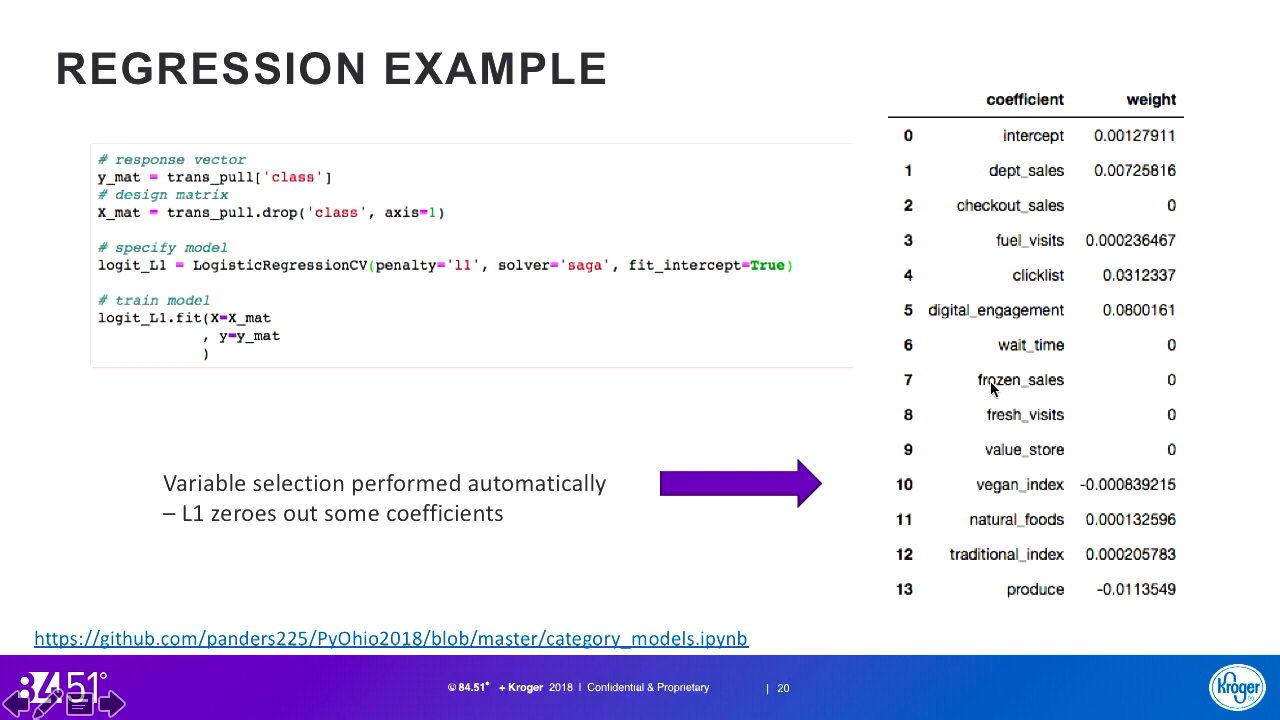 REGRESSION EXAMPLE
# response vector
y_mat = trans_pull['class']
# design matrix
X_mat = trans_pull.drop('class', axis=1)
# specify model
logit_L1 = LogisticRegressionCV(penalty='l1', solver='saga', fit_intercept=True)
# train model
logit_L1.fit(X=X_mat
, y=y_mat
)
Variable selection performed automatically
– L1 zeroes out some coefficients
coefficient weight
0 intercept 0.00127911
1 dept_sales 0.00725816
2 checkout_sales 0
3 fuel_visits 0.000236467
4 clicklist 0.0312337
5 digital_engagement 0.0800161
6 wait_time 0
7 frozen_sales 0
8 fresh_visits 0
9 value_store 0
10 vegan_index -0.000839215
11 natural_foods 0.000132596
12 traditional_index 0.000205783
13 produce -0.0113549
https://github.com/panders225/PyOhio2018/blob/master/category_models.ipynb
84.51°
© 84.51° + Kroger 2018 | Confidential & Proprietary | 20
Kroger